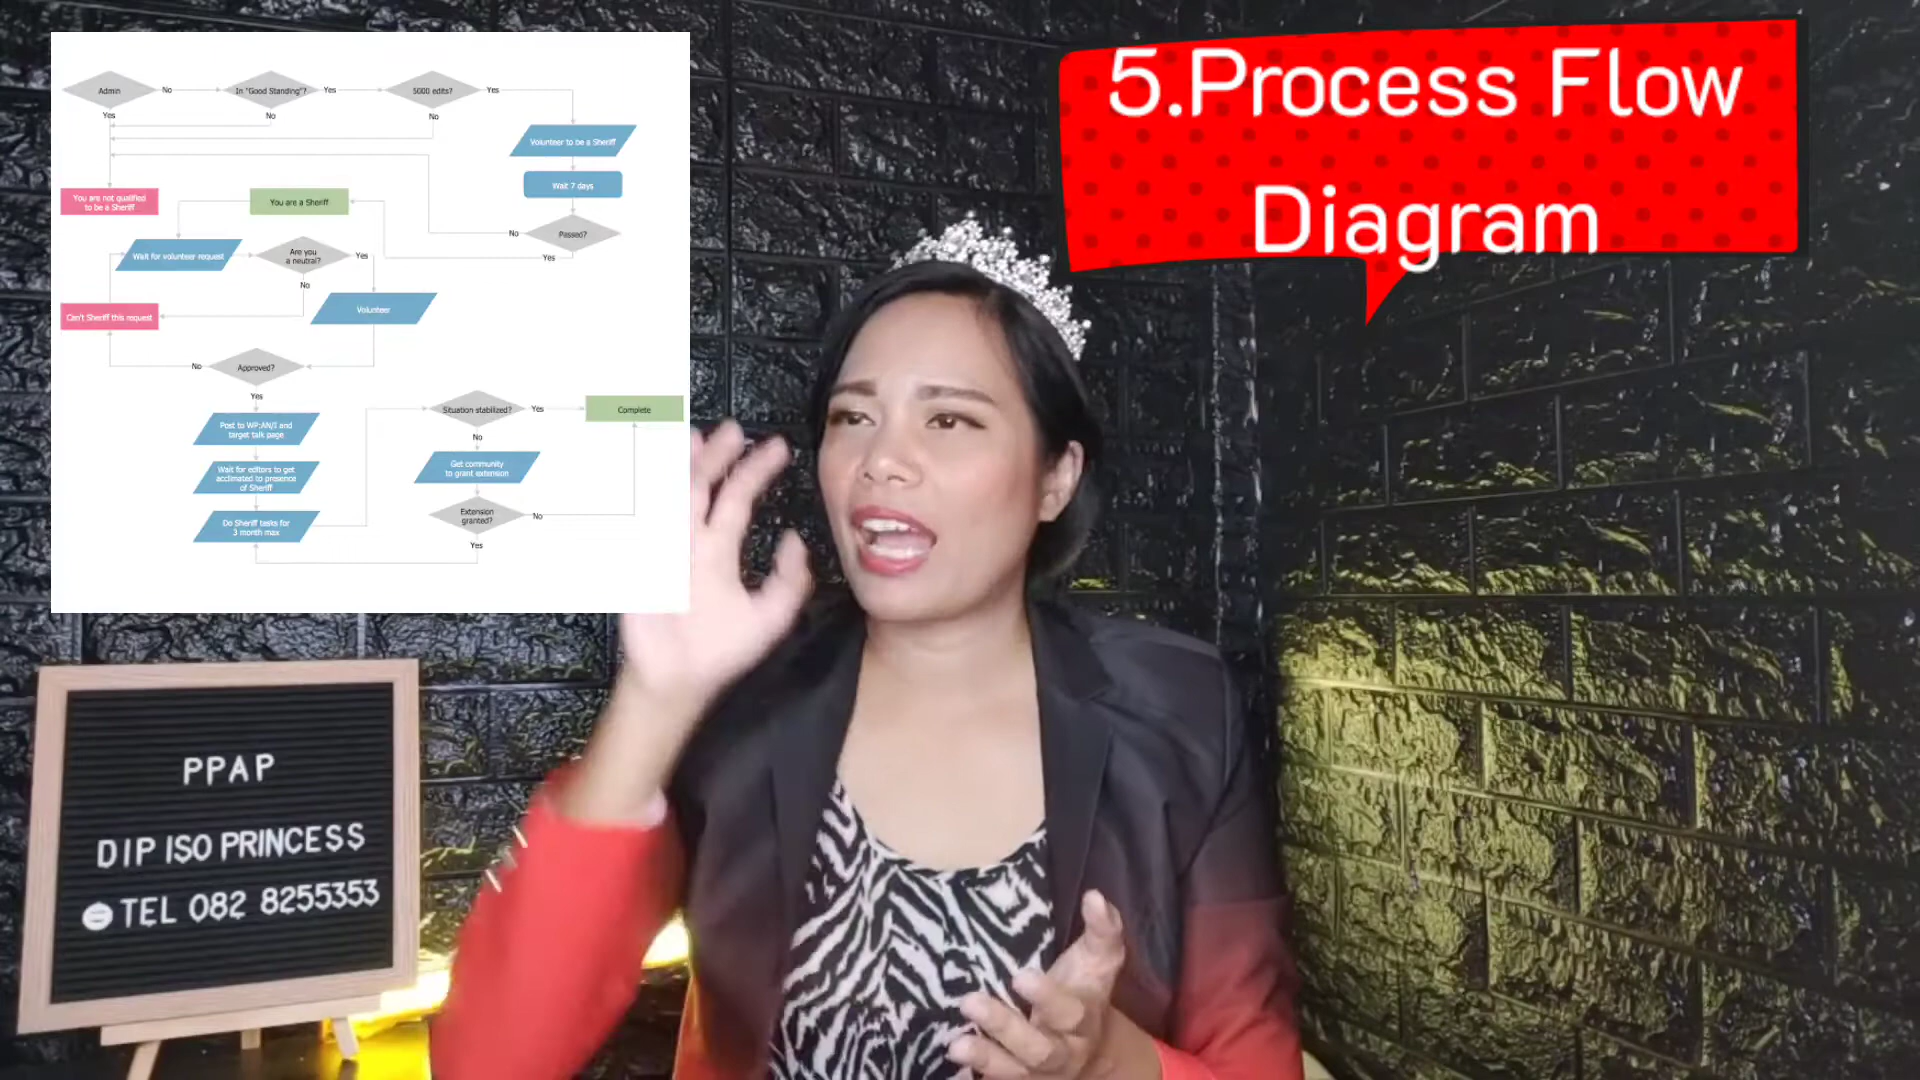 5.Process Flow
Diagram
Admin
No
In "Good Standing"?
Yes
5000 edits?
Yes
Yes
No
No
Volunteer to be a Sheriff
Wait 7 days
You are not qualified
to be a Sheriff
You are a Sheriff
No
Passed?
Yes
Wait for volunteer request
Are you
a neutral?
Yes
No
Volunteer
Can't Sheriff this request
No
Approved?
Yes
Situation stabilized?
Yes
Complete
No
Post to WP:AN/I and
target talk page
Get community
to grant extension
Wait for editors to get
acclimated to presence
of Sheriff
Extension
granted?
No
Do Sheriff tasks for
3 month max
Yes
PPAP
DIP ISO PRINCESS
TEL 082 8255353